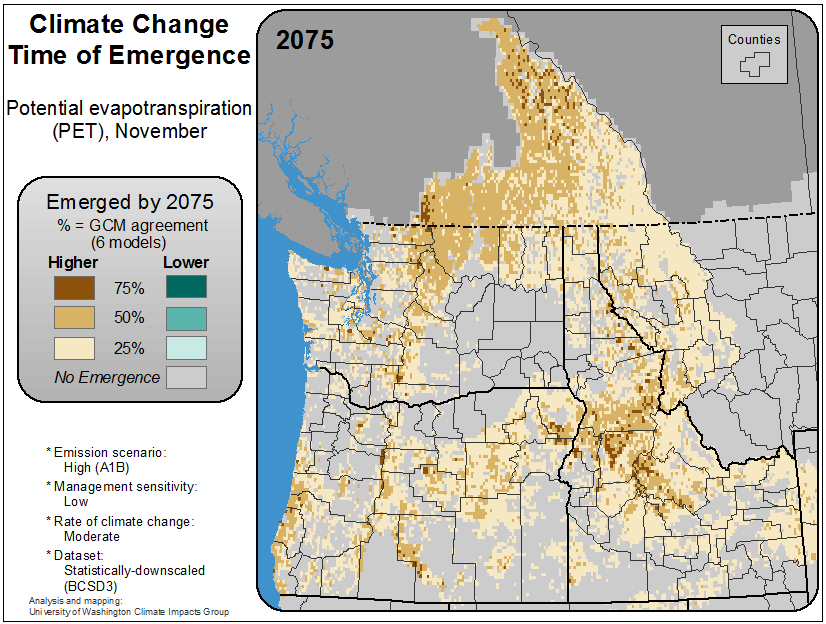 Climate Change
Time of Emergence
Potential evapotranspiration
(PET), November
Emerged by 2075
% = GCM agreement
(6 models)
Higher Lower
75%
50%
25%
No Emergence
* Emission scenario:
High (A1B)
* Management sensitivity:
Low
* Rate of climate change:
Moderate
* Dataset:
Statistically-downscaled
(BCSD3)
Analysis and mapping:
University of Washington Climate Impacts Group
2075
Counties